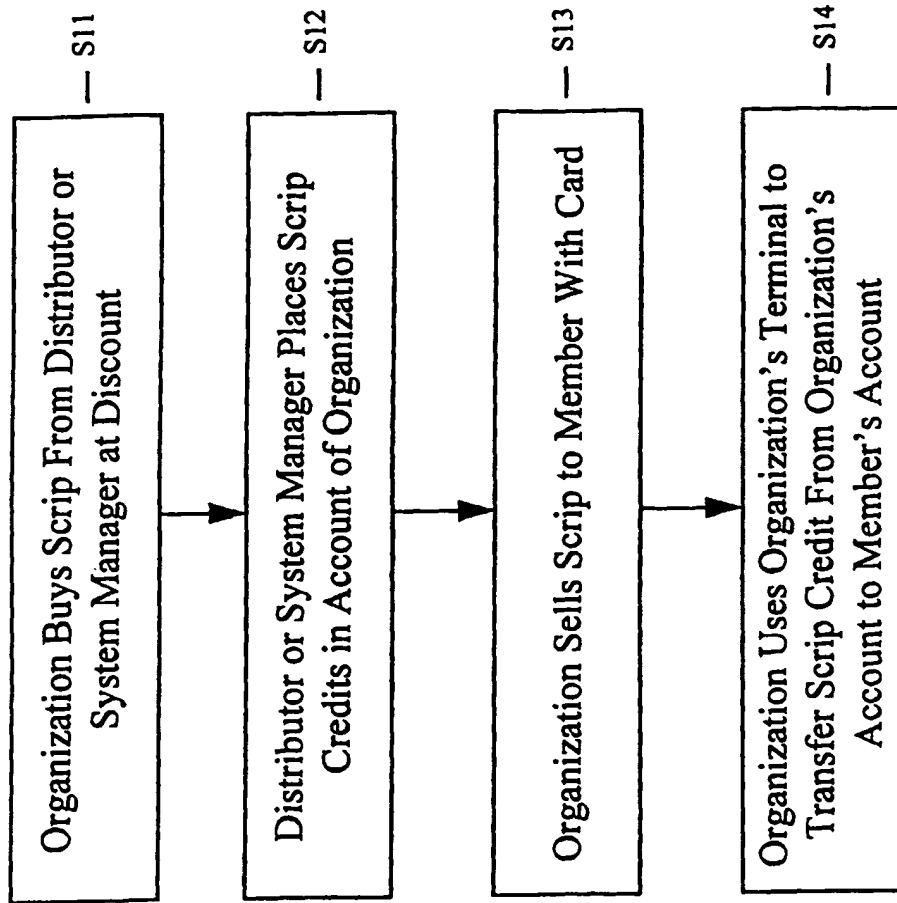 Organization Buys Scrip From Distributor or
System Manager at Discount
S11
Distributor or System Manager Places Scrip
Credits in Account of Organization
S12
Organization Sells Scrip to Member With Card
S13
Organization Uses Organization's Terminal to
Transfer Scrip Credit From Organization's
Account to Member's Account
S14